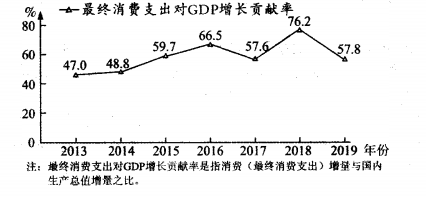 % 最终消费支出对GDP增长贡献率
80
60
40
20
0
47.0 48.8 59.7 66.5 57.6 76.2 57.8
2013 2014 2015 2016 2017 2018 2019 年份
注：最终消费支出对GDP增长贡献率是指消费（最终消费支出）增量与国内
生产总值增量之比。